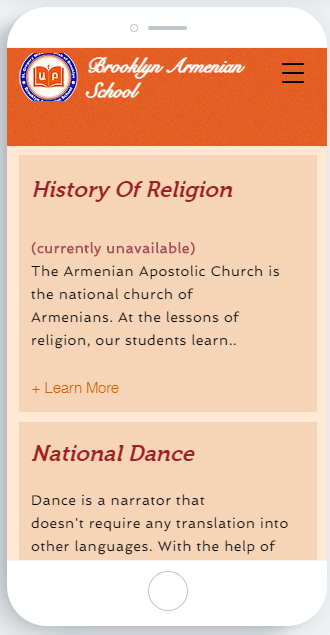 Brooklyn Armenian
School
History Of Religion
(currently unavailable)
The Armenian Apostolic Church is
the national church of
Armenians. At the lessons of
religion, our students learn..
+ Learn More
National Dance
Dance is a narrator that
doesn't require any translation into
other languages. With the help of